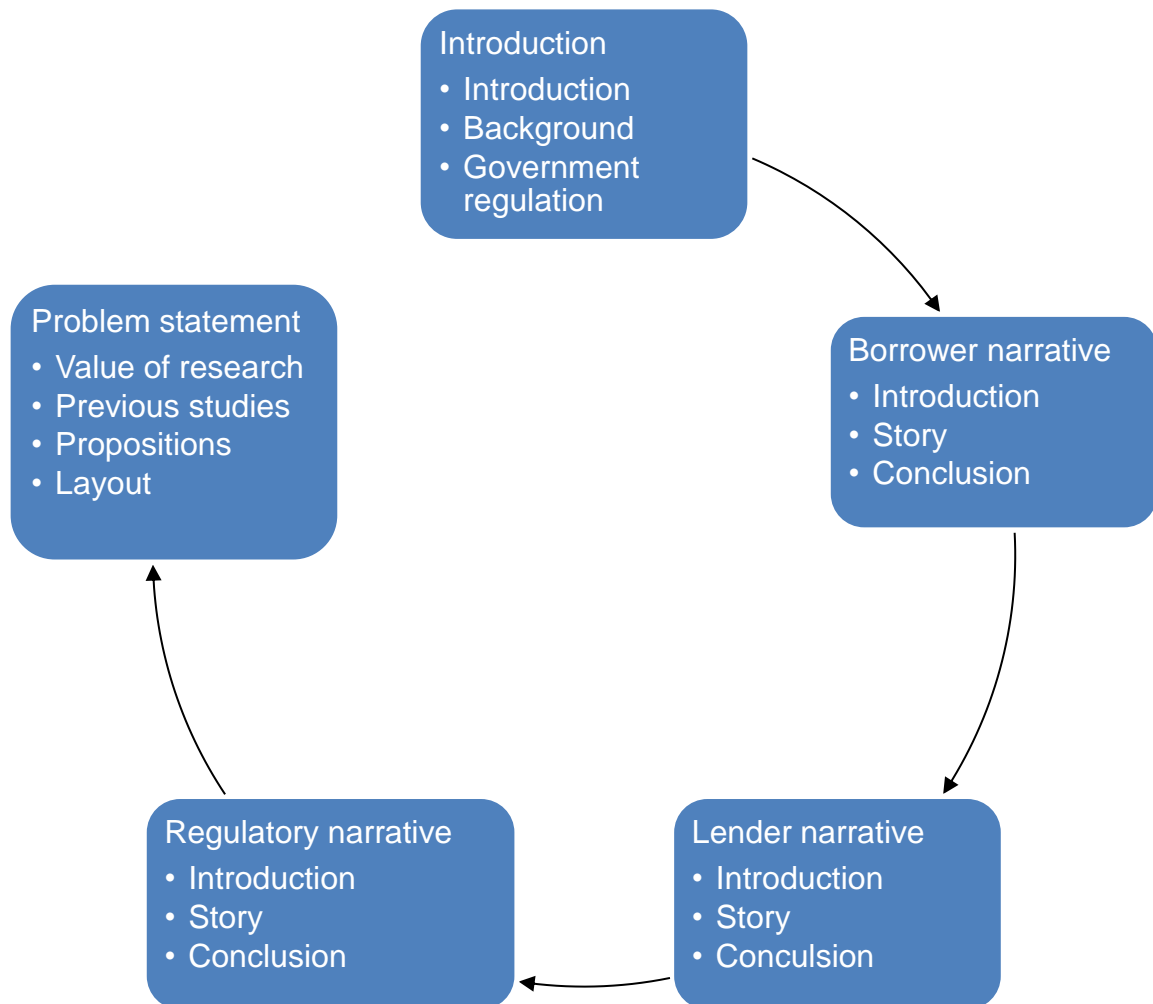 Introduction
• Introduction
• Background
• Government
regulation
Borrower narrative
• Introduction
• Story
• Conclusion
Lender narrative
• Introduction
• Story
• Conculsion
Regulatory narrative
• Introduction
• Story
• Conclusion
Problem statement
• Value of research
• Previous studies
• Propositions
• Layout